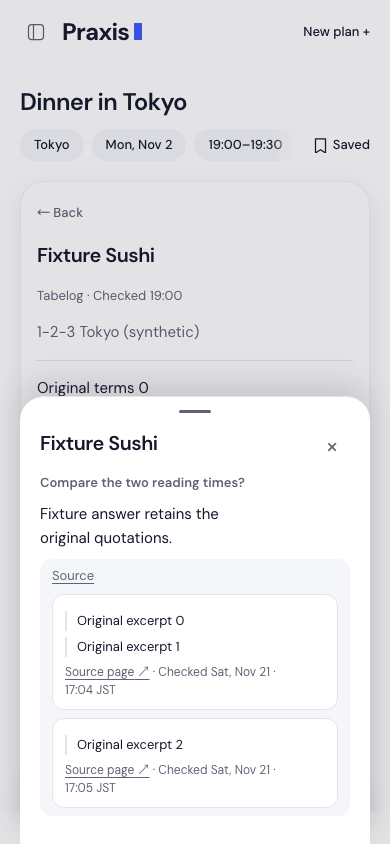 Praxis
New plan +
Dinner in Tokyo
Tokyo
Mon, Nov 2
19:00–19:30
Saved
← Back
Fixture Sushi
Tabelog · Checked 19:00
1-2-3 Tokyo (synthetic)
Original terms 0
Fixture Sushi
×
Compare the two reading times?
Fixture answer retains the
original quotations.
Source
Original excerpt 0
Original excerpt 1
Source page ↗ · Checked Sat, Nov 21 ·
17:04 JST
Original excerpt 2
Source page ↗ · Checked Sat, Nov 21 ·
17:05 JST